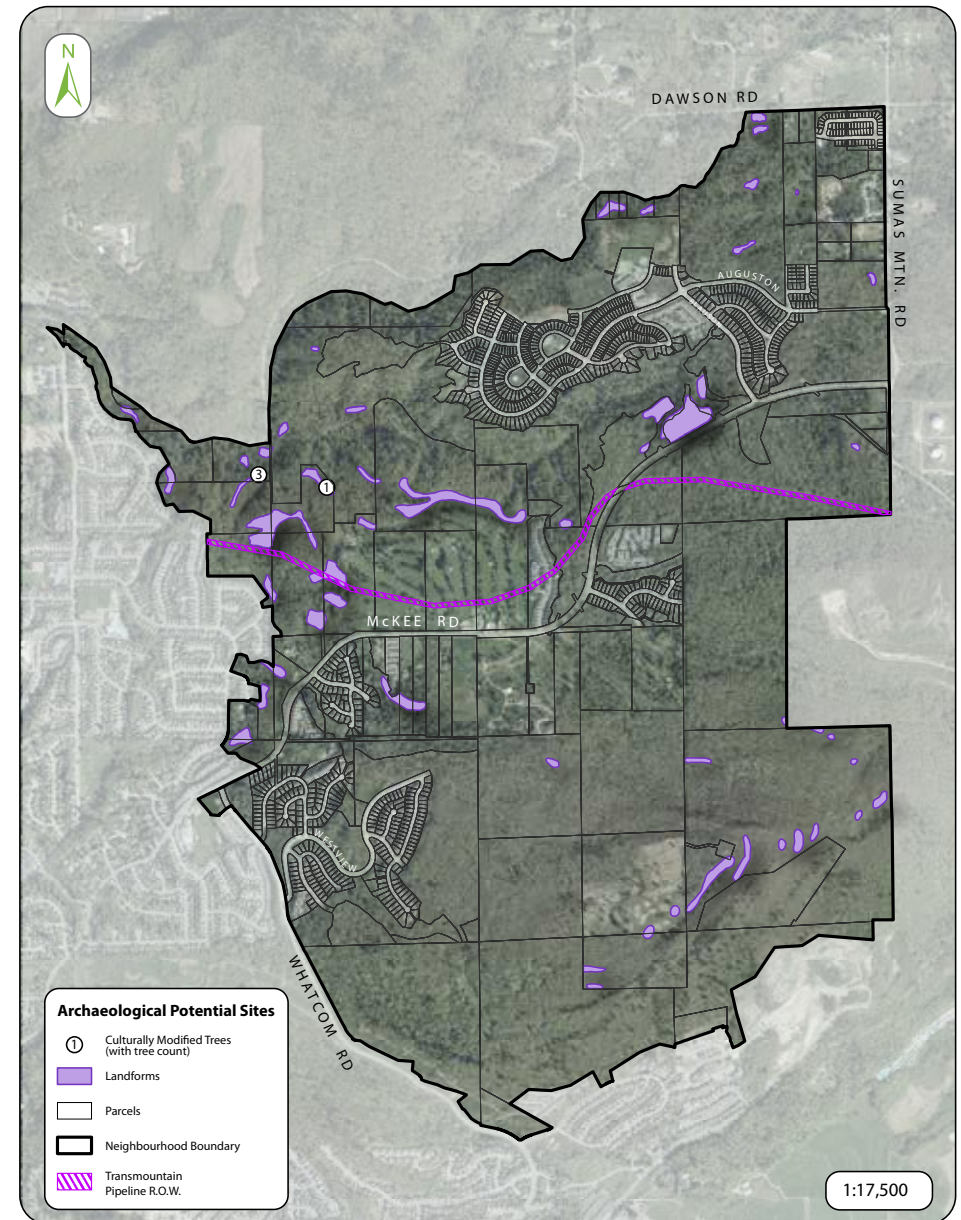 N
DAWSON RD
SUMAS MTN. RD
AUGUSTON
3
1
McKEE RD
WESTVIEW
WHATCOM RD
Archaeological Potential Sites
1
Culturally Modified Trees
(with tree count)
Landforms
Parcels
Neighbourhood Boundary
Transmountain
Pipeline R.O.W.
1:17,500